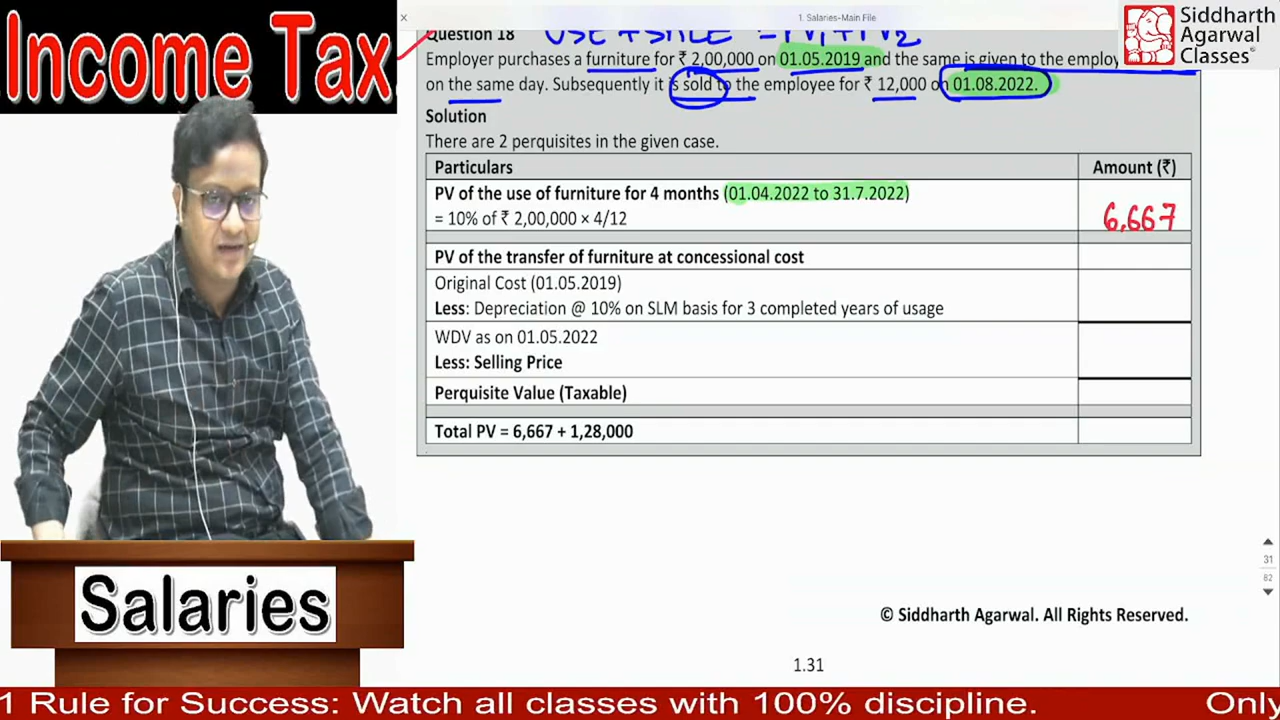 Income Tax
×
1. Salaries-Main File
Siddharth
Agarwal
Classes®
Question 18
USE + SALE = PV1 + PV2
Employer purchases a furniture for ₹ 2,00,000 on 01.05.2019 and the same is given to the employ
on the same day. Subsequently it is sold to the employee for ₹ 12,000 on 01.08.2022.
Solution
There are 2 perquisites in the given case.
Particulars Amount (₹)
PV of the use of furniture for 4 months (01.04.2022 to 31.7.2022)
= 10% of ₹ 2,00,000 × 4/12 6,667
PV of the transfer of furniture at concessional cost
Original Cost (01.05.2019)
Less: Depreciation @ 10% on SLM basis for 3 completed years of usage
WDV as on 01.05.2022
Less: Selling Price
Perquisite Value (Taxable)
Total PV = 6,667 + 1,28,000
31
82
Salaries
© Siddharth Agarwal. All Rights Reserved.
1.31
1 Rule for Success: Watch all classes with 100% discipline. Only